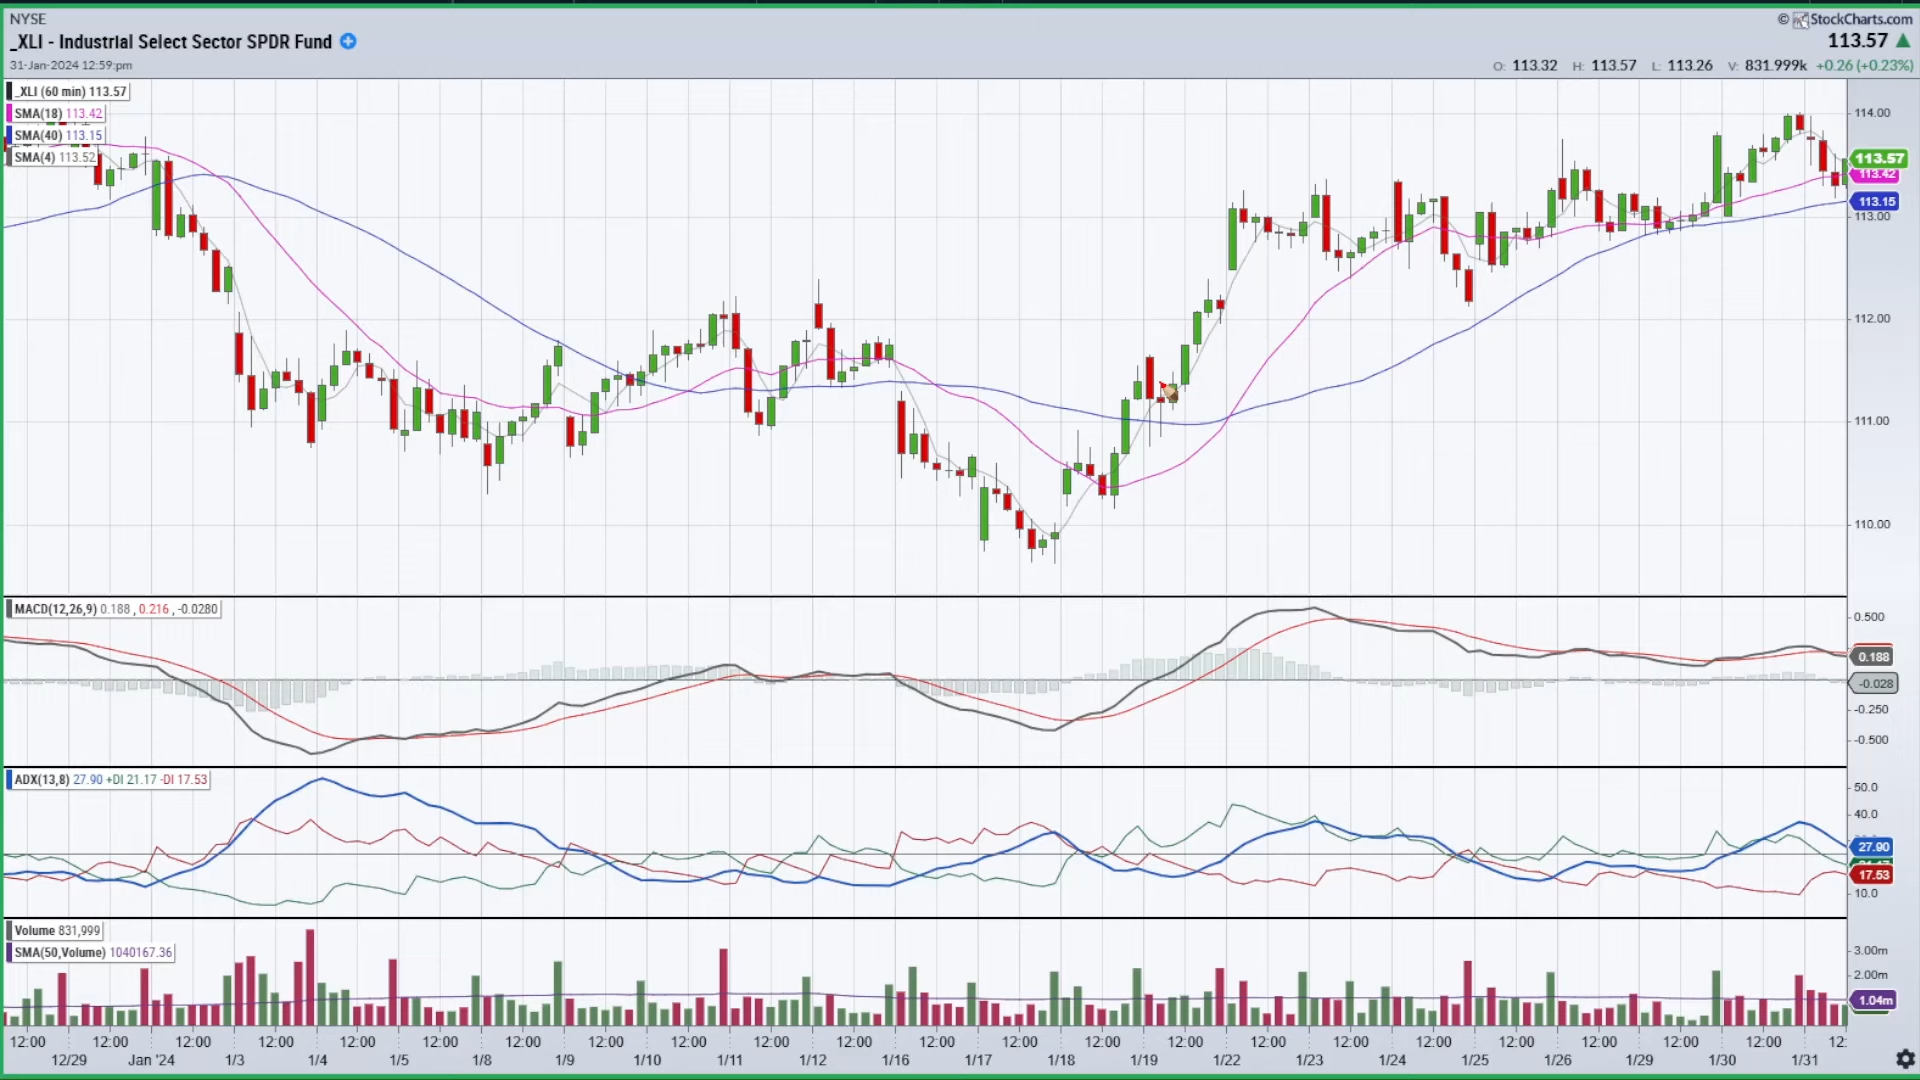 NYSE
© StockCharts.com
_XLI - Industrial Select Sector SPDR Fund
113.57
31-Jan-2024 12:59:pm
O: 113.32 H: 113.57 L: 113.26 V: 831.999k +0.26 (+0.23%)
_XLI (60 min) 113.57
SMA(18) 113.42
SMA(40) 113.15
SMA(4) 113.52
114.00
113.57
113.42
113.15
113.00
112.00
111.00
110.00
MACD(12,26,9) 0.188 , 0.216 , -0.0280
0.500
0.188
-0.028
-0.250
-0.500
ADX(13,8) 27.90 +DI 21.17 -DI 17.53
50.0
40.0
27.90
17.53
10.0
Volume 831,999
SMA(50,Volume) 1040167.36
3.00m
2.00m
1.04m
12:00 12:00 12:00 12:00 12:00 12:00 12:00 12:00 12:00 12:00 12:00 12:00 12:00 12:00 12:00 12:00 12:00 12:00 12:00 12:00 12:00 12:00 12:
12/29 Jan '24 1/3 1/4 1/5 1/8 1/9 1/10 1/11 1/12 1/16 1/17 1/18 1/19 1/22 1/23 1/24 1/25 1/26 1/29 1/30 1/31